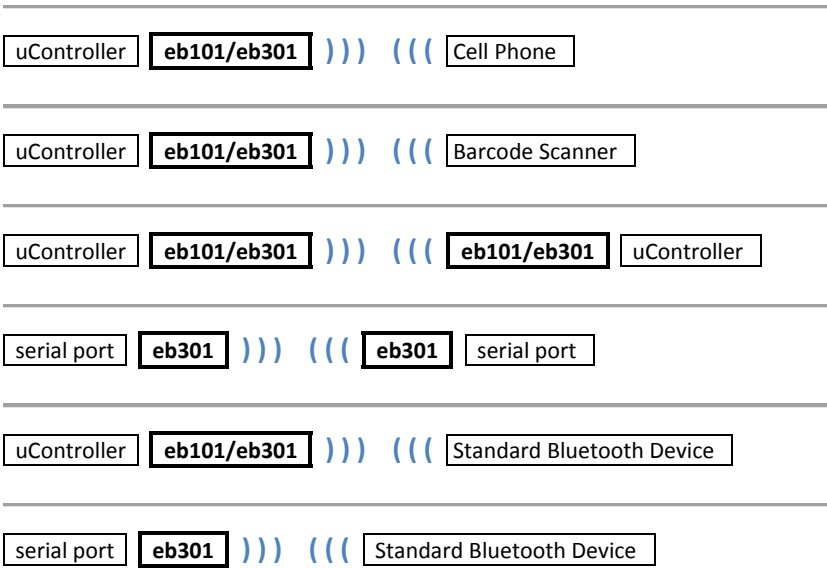 uController eb101/eb301 ))) ((( Cell Phone
uController eb101/eb301 ))) ((( Barcode Scanner
uController eb101/eb301 ))) ((( eb101/eb301 uController
serial port eb301 ))) ((( eb301 serial port
uController eb101/eb301 ))) ((( Standard Bluetooth Device
serial port eb301 ))) ((( Standard Bluetooth Device